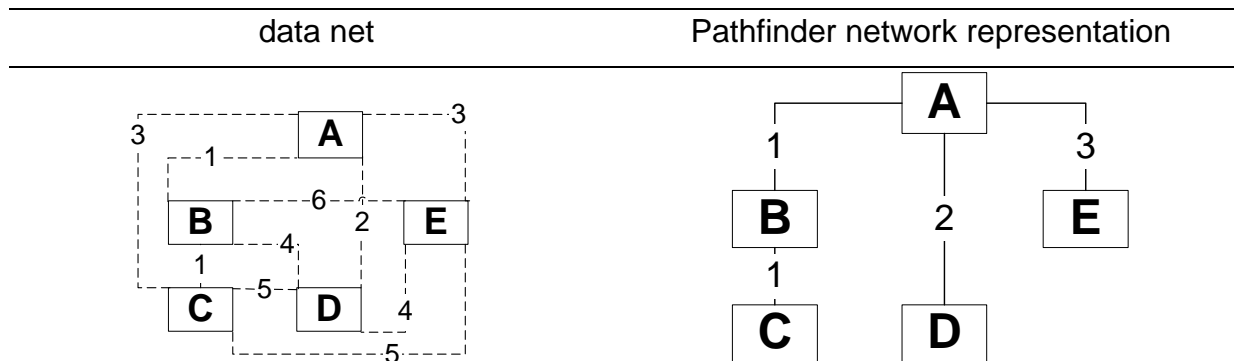 data net Pathfinder network representation
A
3 3
1
B 6 E
2
4
1
C 5 D
4
5
A
1 3
B 2 E
1
C D